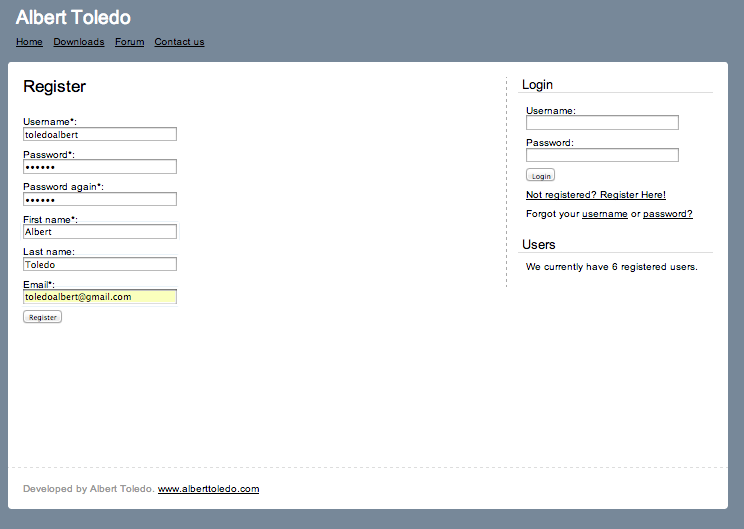 Albert Toledo
Home Downloads Forum Contact us
Register
Username*:
toledoalbert
Password*:
••••••
Password again*:
••••••
First name*:
Albert
Last name:
Toledo
Email*:
toledoalbert@gmail.com
Register
Login
Username:
Password:
Login
Not registered? Register Here!
Forgot your username or password?
Users
We currently have 6 registered users.
Developed by Albert Toledo. www.alberttoledo.com